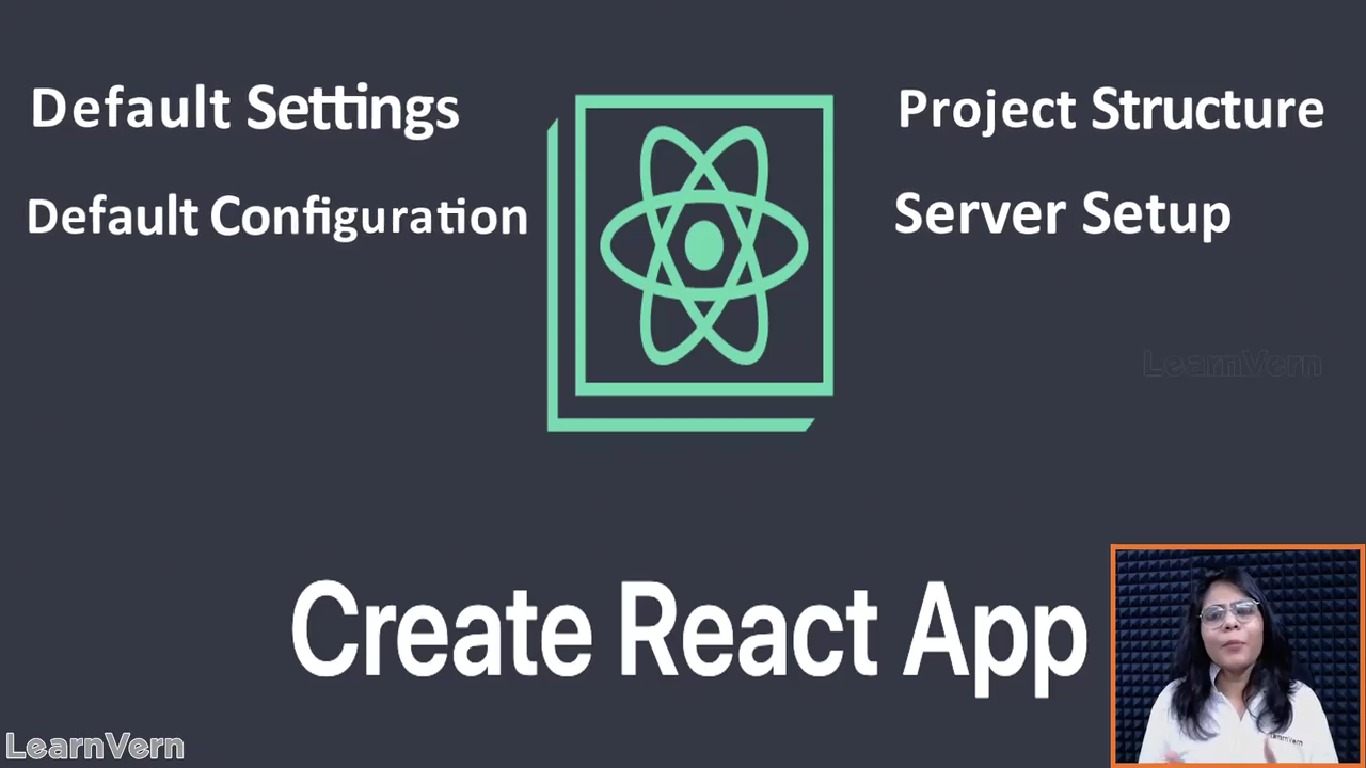 Default Settings
Project Structure
Default Configuration
Server Setup
LearnVern
Create React App
LearnVern